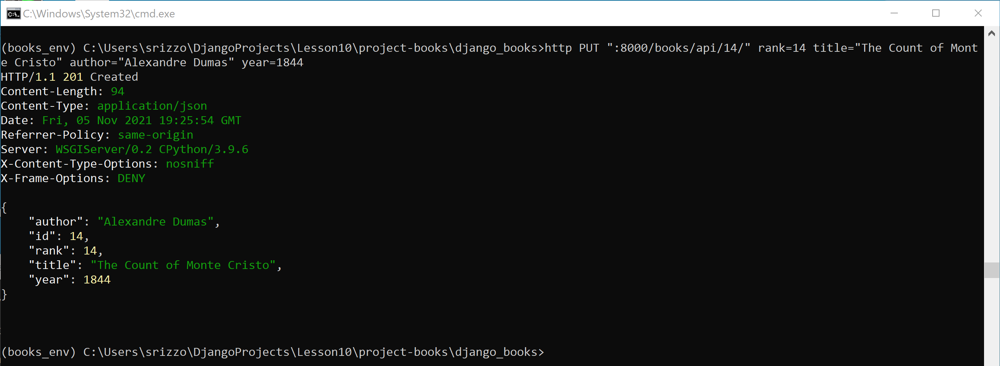 C:\Windows\System32\cmd.exe
(books_env) C:\Users\srizzo\DjangoProjects\Lesson10\project-books\django_books>http PUT ":8000/books/api/14/" rank=14 title="The Count of Mont
e Cristo" author="Alexandre Dumas" year=1844
HTTP/1.1 201 Created
Content-Length: 94
Content-Type: application/json
Date: Fri, 05 Nov 2021 19:25:54 GMT
Referrer-Policy: same-origin
Server: WSGIServer/0.2 CPython/3.9.6
X-Content-Type-Options: nosniff
X-Frame-Options: DENY
{
    "author": "Alexandre Dumas",
    "id": 14,
    "rank": 14,
    "title": "The Count of Monte Cristo",
    "year": 1844
}
(books_env) C:\Users\srizzo\DjangoProjects\Lesson10\project-books\django_books>